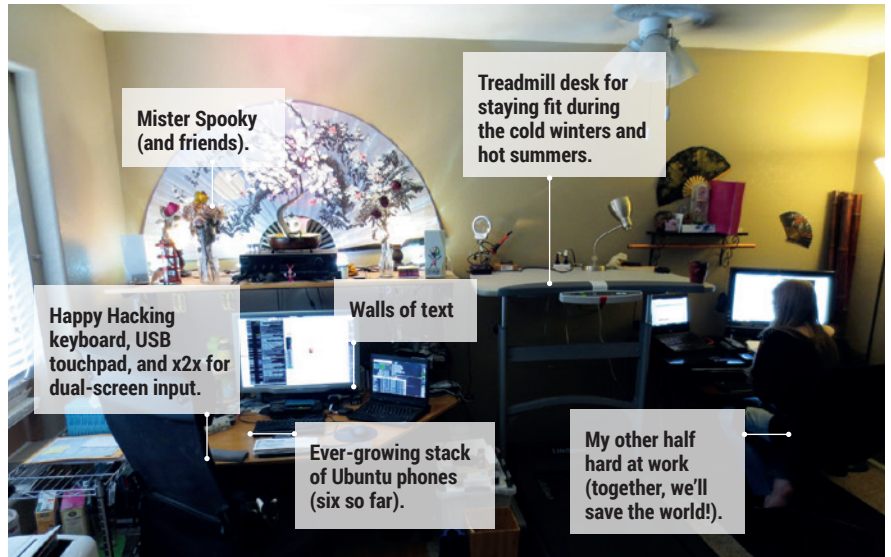 Mister Spooky
(and friends).
Treadmill desk for
staying fit during
the cold winters and
hot summers.
Happy Hacking
keyboard, USB
touchpad, and x2x for
dual-screen input.
Walls of text
Ever-growing stack
of Ubuntu phones
(six so far).
My other half
hard at work
(together, we’ll
save the world!).